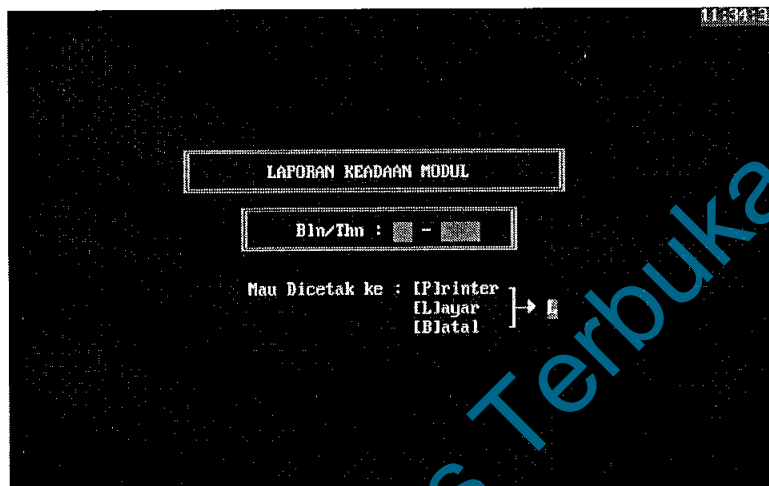 11:34:3
LAPORAN KEADAAN MODUL
Bln/Thn : -
Mau Dicetak ke : [P]rinter
[L]ayar
[B]atal
s Terbuka